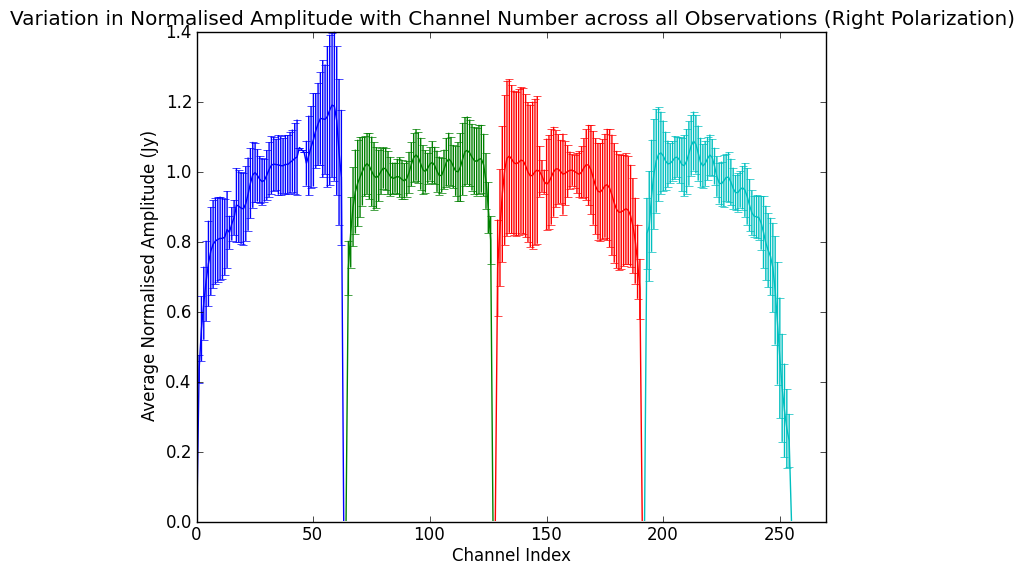 Variation in Normalised Amplitude with Channel Number across all Observations (Right Polarization)
1.4
1.2
1.0
0.8
0.6
0.4
0.2
0.0
Average Normalised Amplitude (Jy)
0 50 100 150 200 250
Channel Index